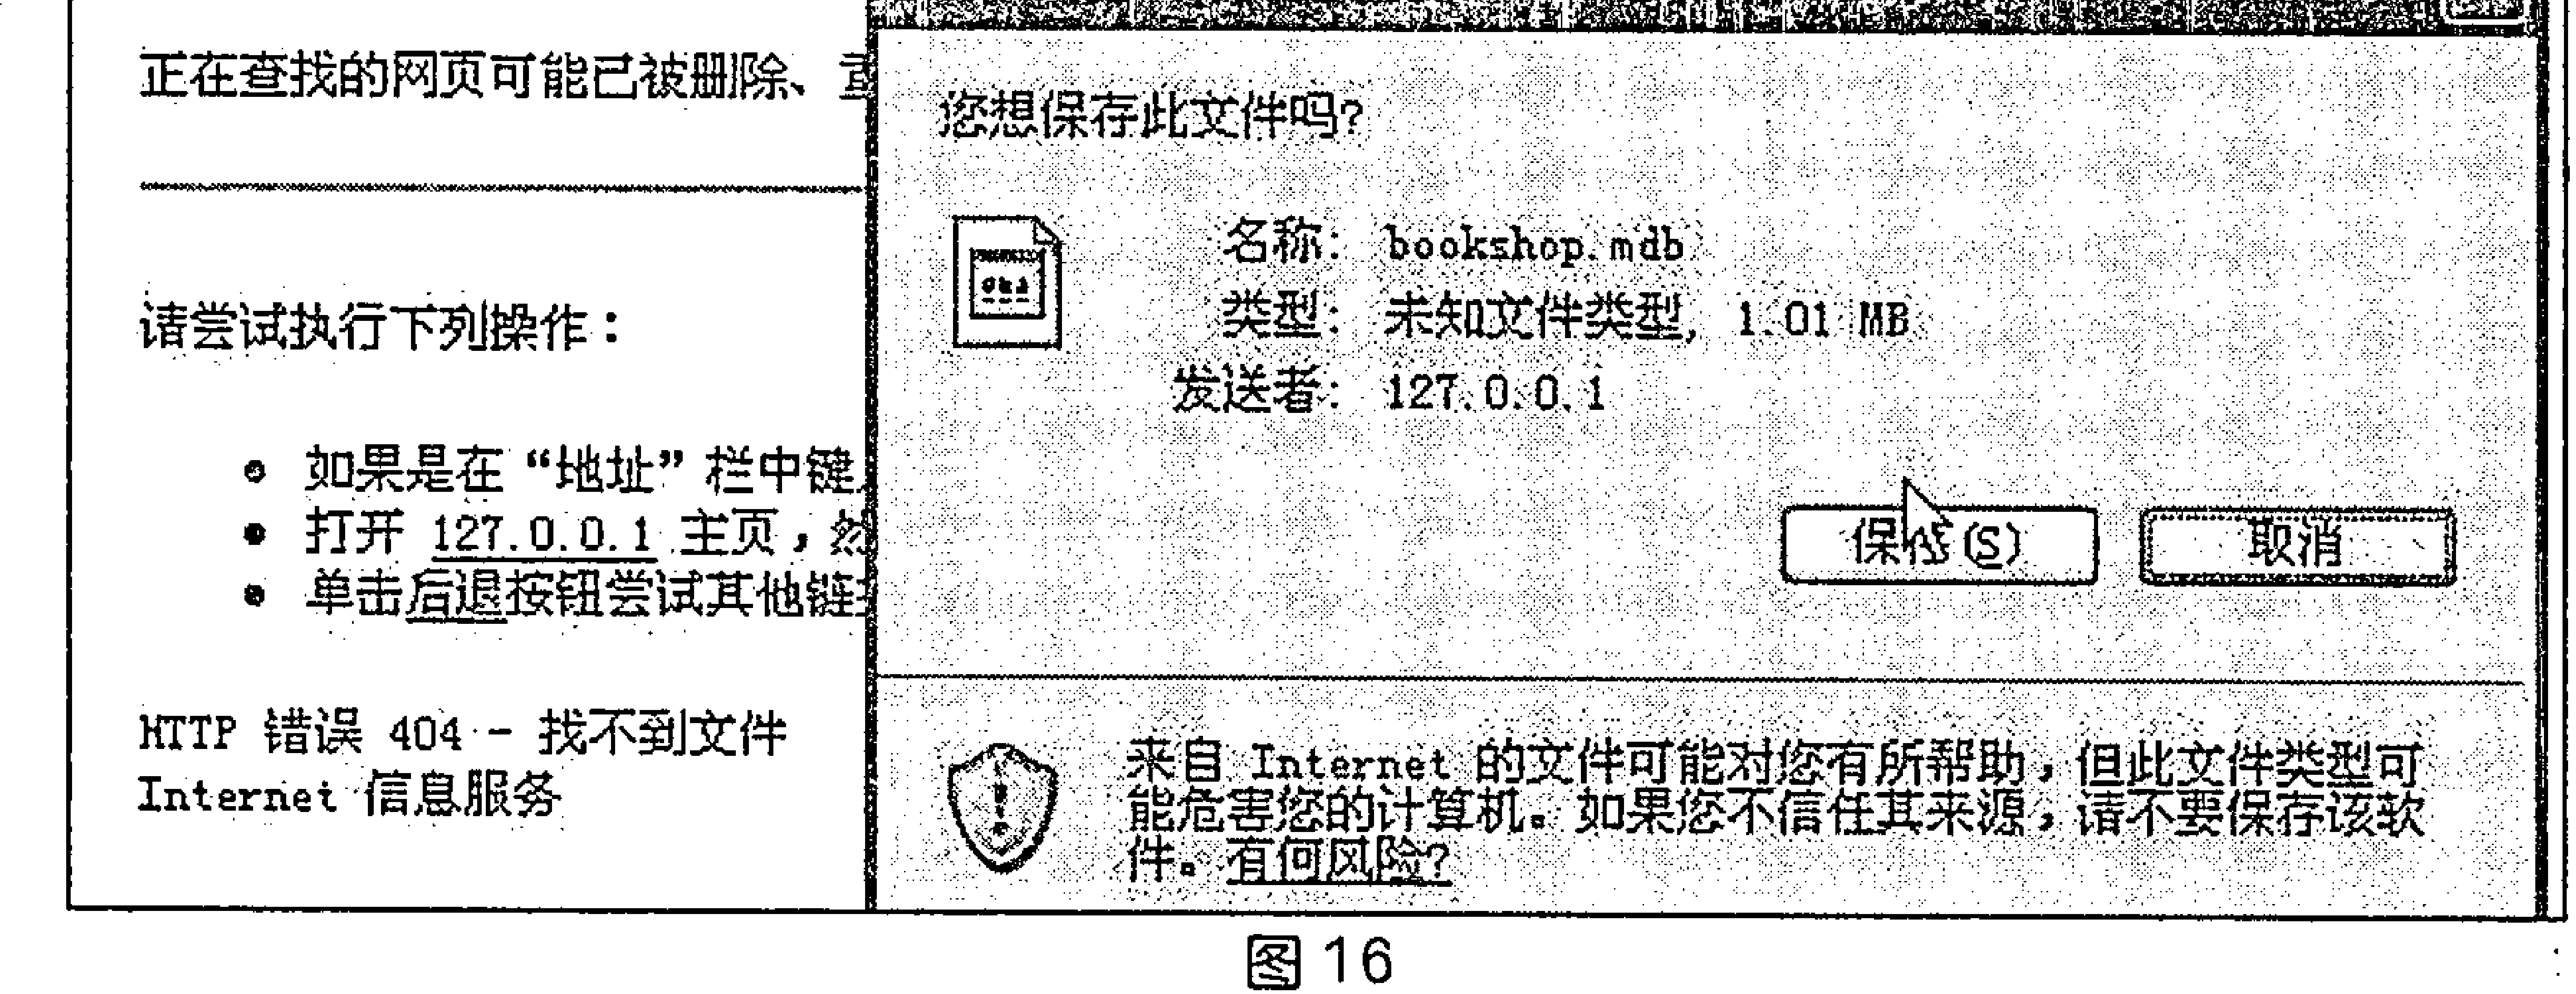 正在查找的网页可能已被删除、
请尝试执行下列操作：
如果是在“地址”栏中键
打开 127.0.0.1 主页，然
单击后退按钮尝试其他链
HTTP 错误 404 - 找不到文件
Internet 信息服务
您想保存此文件吗?
名称: bookshop.mdb
类型: 未知文件类型, 1.01 MB
发送者: 127.0.0.1
保存(S)
取消
来自 Internet 的文件可能对您有所帮助，但此文件类型可
能危害您的计算机。如果您不信任其来源，请不要保存该软
件。有何风险?
图 16